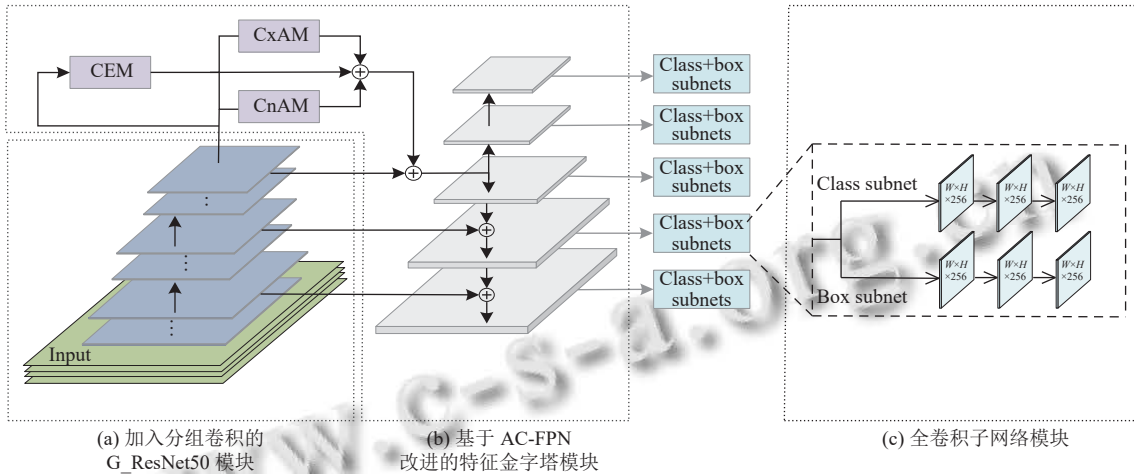 CxAM
CEM
CnAM
Class+box
subnets
Class+box
subnets
Class+box
subnets
Class+box
subnets
Class+box
subnets
Input
Class subnet
W×H
×256
W×H
×256
W×H
×256
W×H
×256
W×H
×256
W×H
×256
Box subnet
(a) 加入分组卷积的
G_ResNet50 模块
(b) 基于 AC-FPN
改进的特征金字塔模块
(c) 全卷积子网络模块
www.c-s-a.org.cn